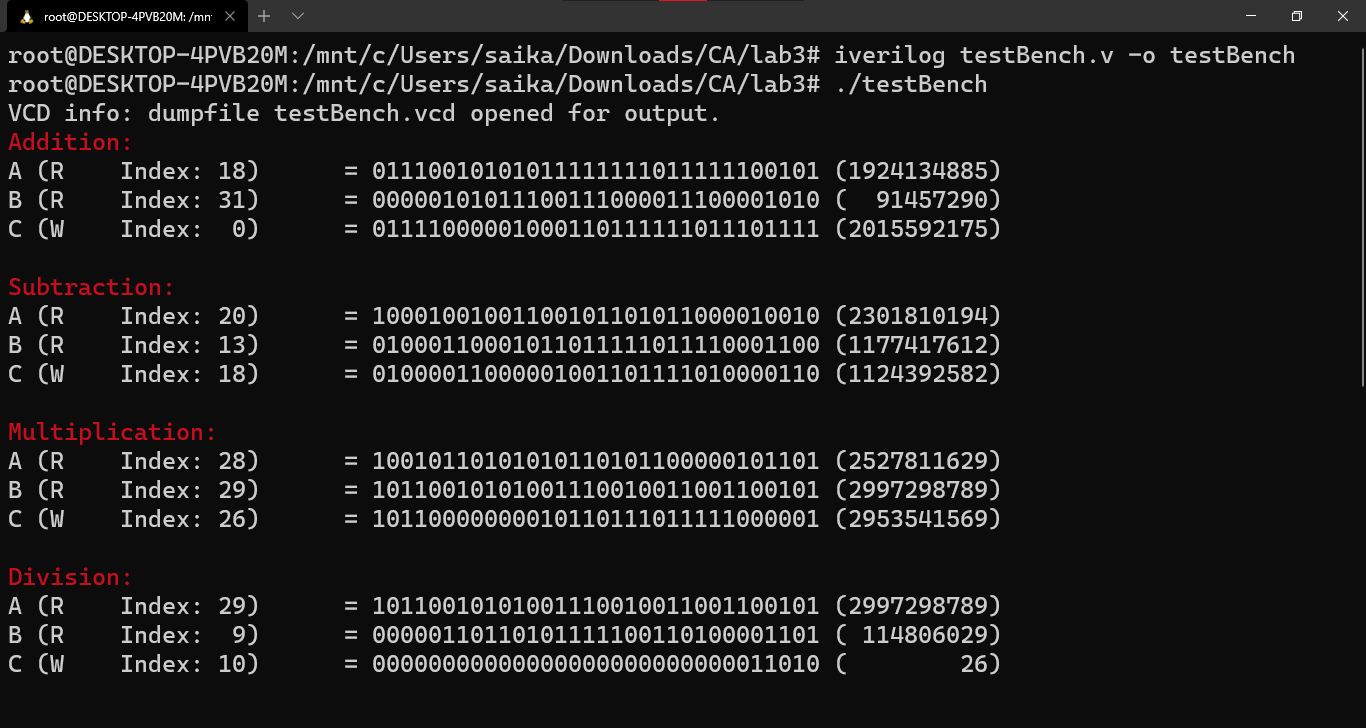 root@DESKTOP-4PVB20M: /mnt
root@DESKTOP-4PVB20M:/mnt/c/Users/saika/Downloads/CA/lab3# iverilog testBench.v -o testBench
root@DESKTOP-4PVB20M:/mnt/c/Users/saika/Downloads/CA/lab3# ./testBench
VCD info: dumpfile testBench.vcd opened for output.
Addition:
A (R    Index: 18)      = 01110010101011111111011111100101 (1924134885)
B (R    Index: 31)      = 00000101011100111000011100001010 (  91457290)
C (W    Index:  0)      = 01111000001000110111111011101111 (2015592175)
Subtraction:
A (R    Index: 20)      = 10001001001100101101011000010010 (2301810194)
B (R    Index: 13)      = 01000110001011011111011110001100 (1177417612)
C (W    Index: 18)      = 01000011000001001101111010000110 (1124392582)
Multiplication:
A (R    Index: 28)      = 10010110101010110101100000101101 (2527811629)
B (R    Index: 29)      = 10110010101001110010011001100101 (2997298789)
C (W    Index: 26)      = 10110000000010110111011111000001 (2953541569)
Division:
A (R    Index: 29)      = 10110010101001110010011001100101 (2997298789)
B (R    Index:  9)      = 00000110110101111100110100001101 ( 114806029)
C (W    Index: 10)      = 00000000000000000000000000011010 (        26)